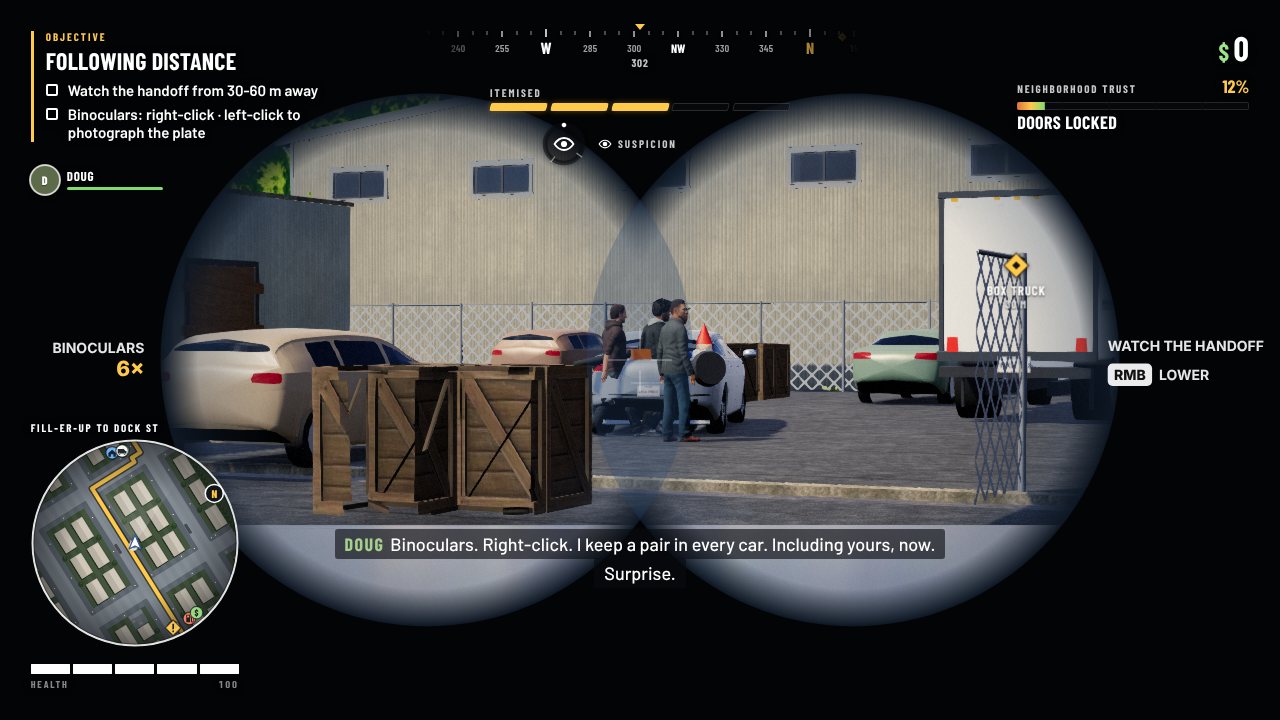 OBJECTIVE
FOLLOWING DISTANCE
Watch the handoff from 30-60 m away
Binoculars: right-click · left-click to
photograph the plate
D
DOUG
240 255 W 285 300 NW 330 345 N
302
ITEMISED
SUSPICION
$0
NEIGHBORHOOD TRUST 12%
DOORS LOCKED
BOX TRUCK
BINOCULARS
6×
WATCH THE HANDOFF
RMB LOWER
FILL-ER-UP TO DOCK ST
N
$
!
DOUG Binoculars. Right-click. I keep a pair in every car. Including yours, now.
Surprise.
HEALTH 100